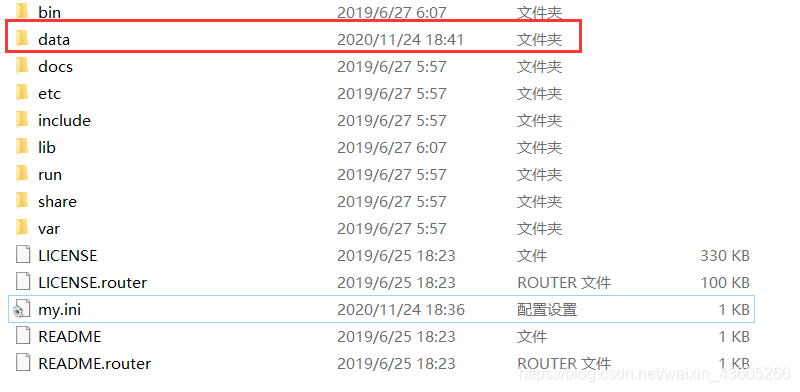 bin 2019/6/27 6:07 文件夹
data 2020/11/24 18:41 文件夹
docs 2019/6/27 5:57 文件夹
etc 2019/6/27 5:57 文件夹
include 2019/6/27 5:57 文件夹
lib 2019/6/27 6:07 文件夹
run 2019/6/27 5:57 文件夹
share 2019/6/27 5:57 文件夹
var 2019/6/27 5:57 文件夹
LICENSE 2019/6/25 18:23 文件 330 KB
LICENSE.router 2019/6/25 18:23 ROUTER 文件 100 KB
my.ini 2020/11/24 18:36 配置设置 1 KB
README 2019/6/25 18:23 文件 1 KB
README.router 2019/6/25 18:23 ROUTER 文件 1 KB
https://blog.csdn.net/weixin_43605266